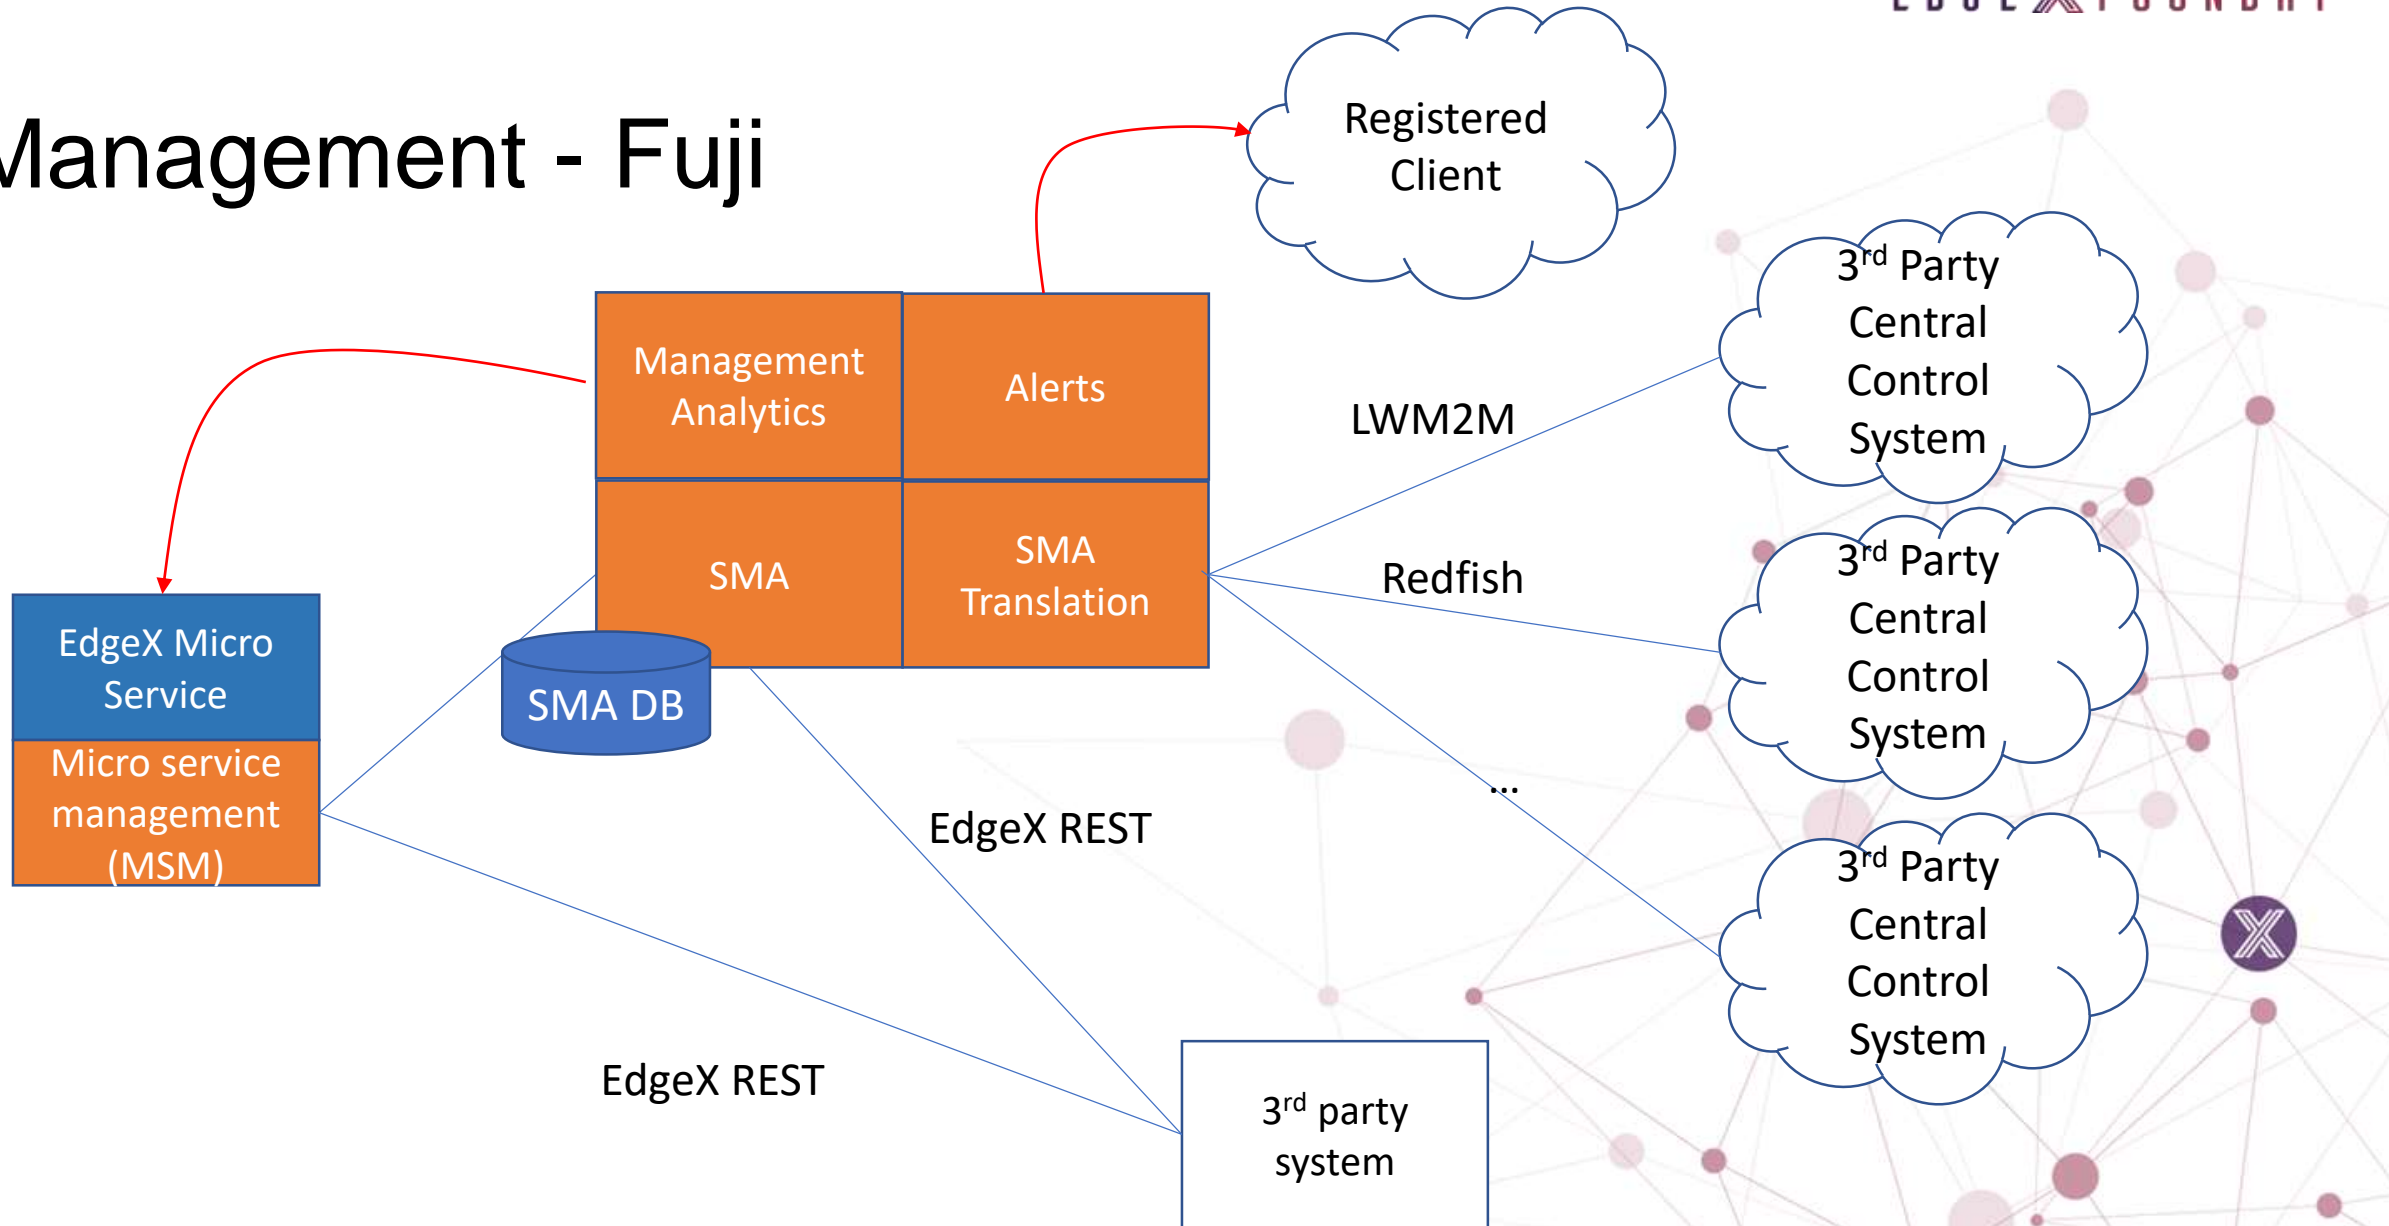 EDGE FOUNDRY
Management - Fuji
Registered
Client
3rd Party
Central
Control
System
Management
Analytics
Alerts
LWM2M
SMA
SMA
Translation
Redfish
3rd Party
Central
Control
System
EdgeX Micro
Service
SMA DB
Micro service
management
(MSM)
EdgeX REST
...
3rd Party
Central
Control
System
EdgeX REST
3rd party
system